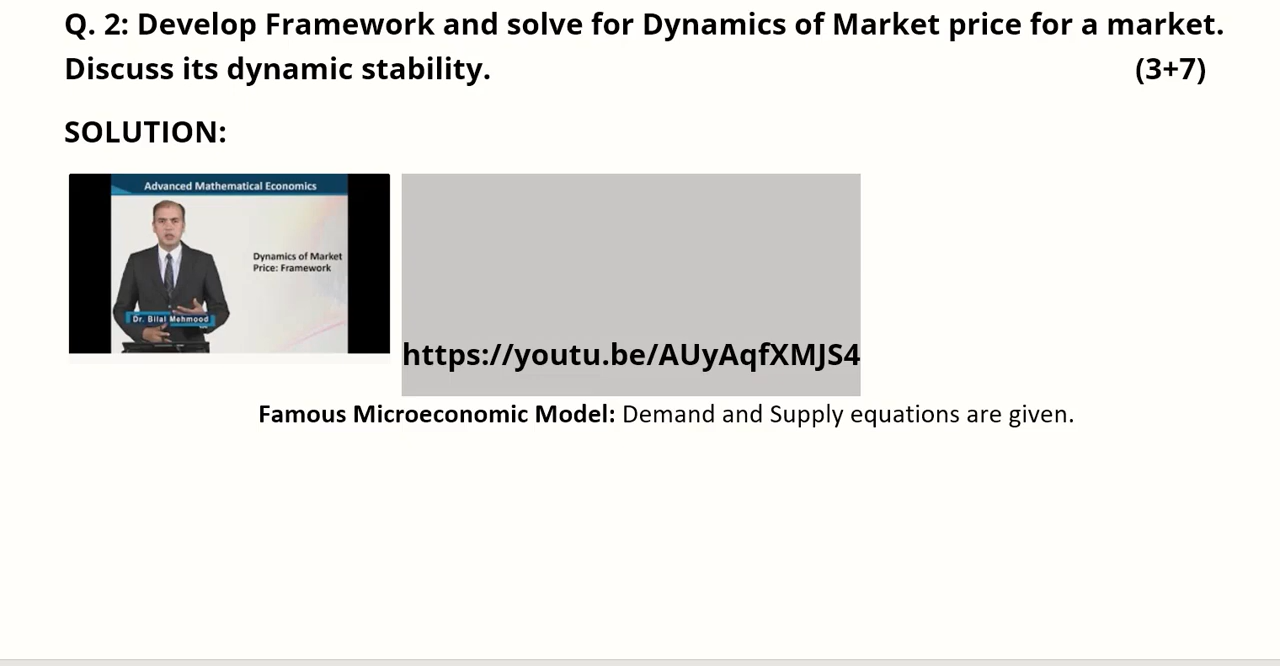 Q. 2: Develop Framework and solve for Dynamics of Market price for a market.
Discuss its dynamic stability. (3+7)
SOLUTION:
Advanced Mathematical Economics
Dynamics of Market
Price: Framework
Dr. Bilal Mehmood
https://youtu.be/AUyAqfXMJS4
Famous Microeconomic Model: Demand and Supply equations are given.